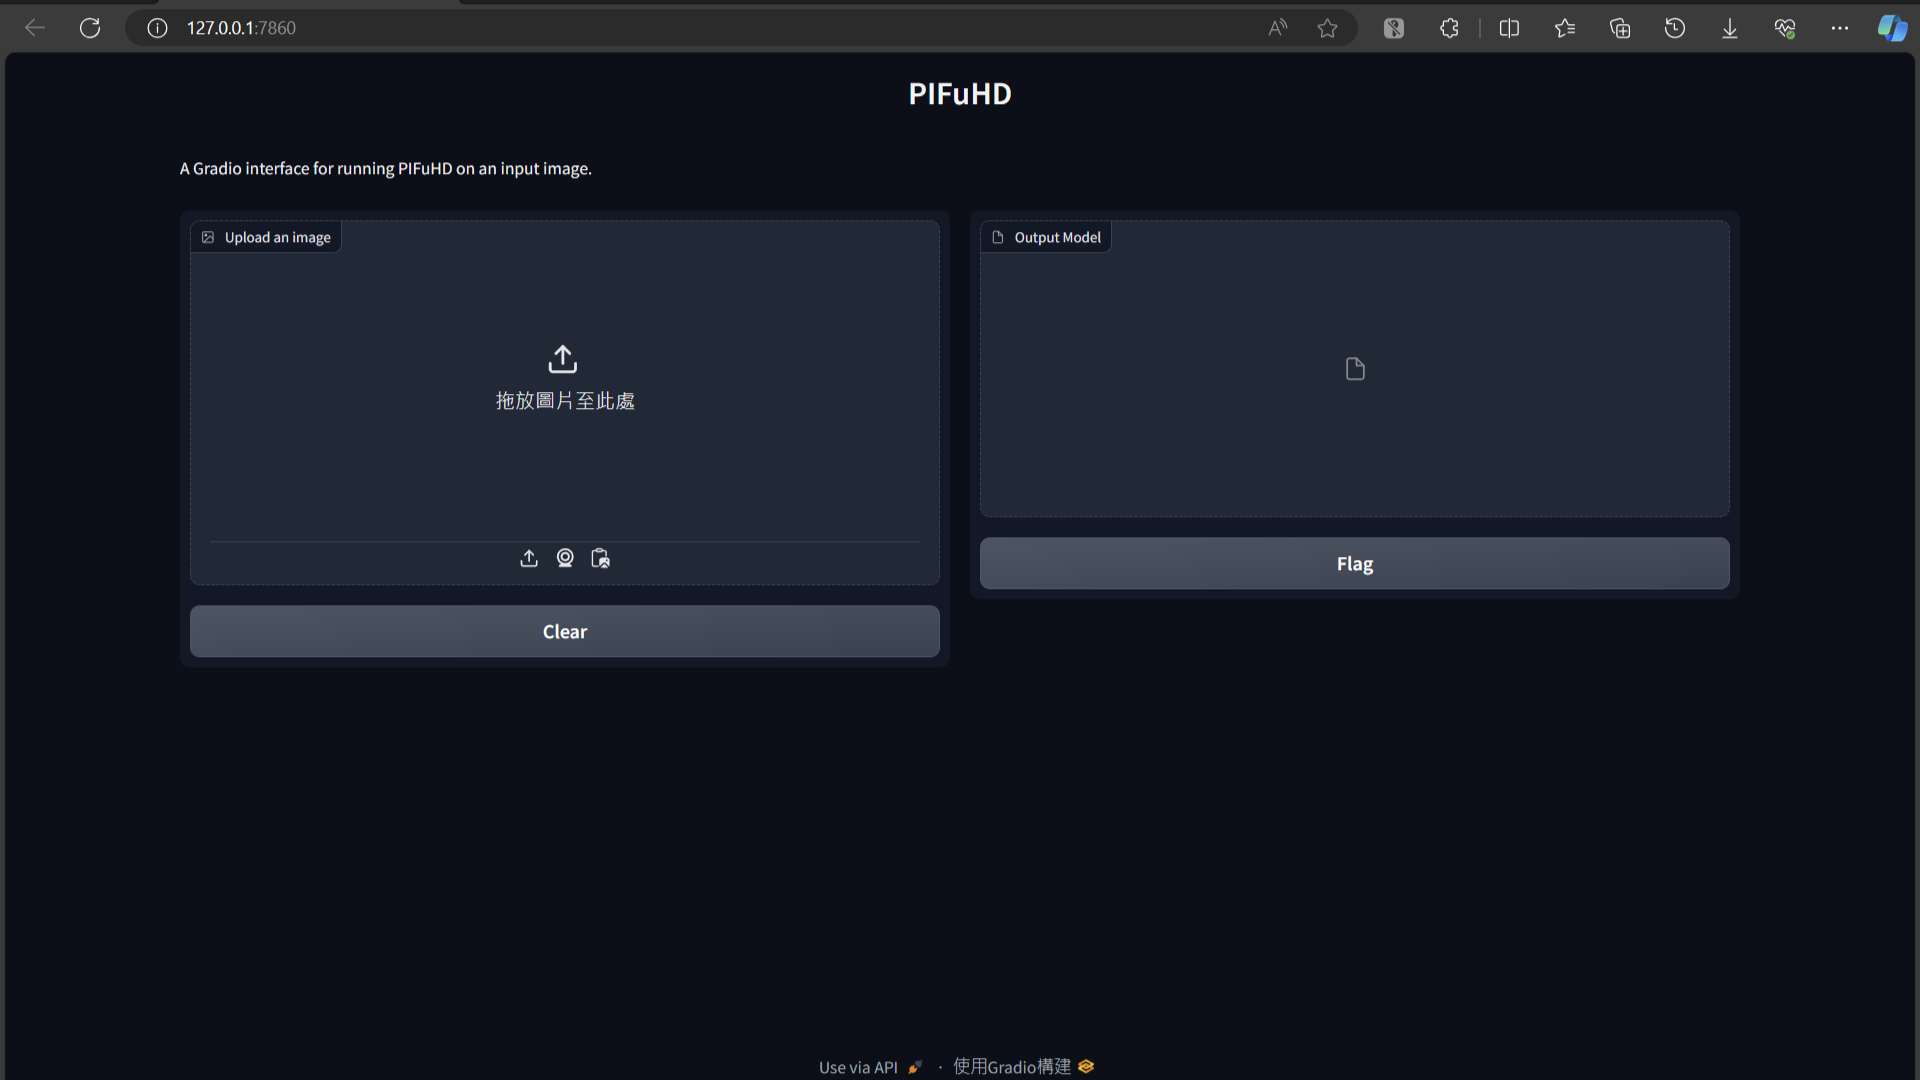 127.0.0.1:7860
PIFuHD
A Gradio interface for running PIFuHD on an input image.
Upload an image
拖放圖片至此處
Clear
Output Model
Flag
Use via API · 使用Gradio構建